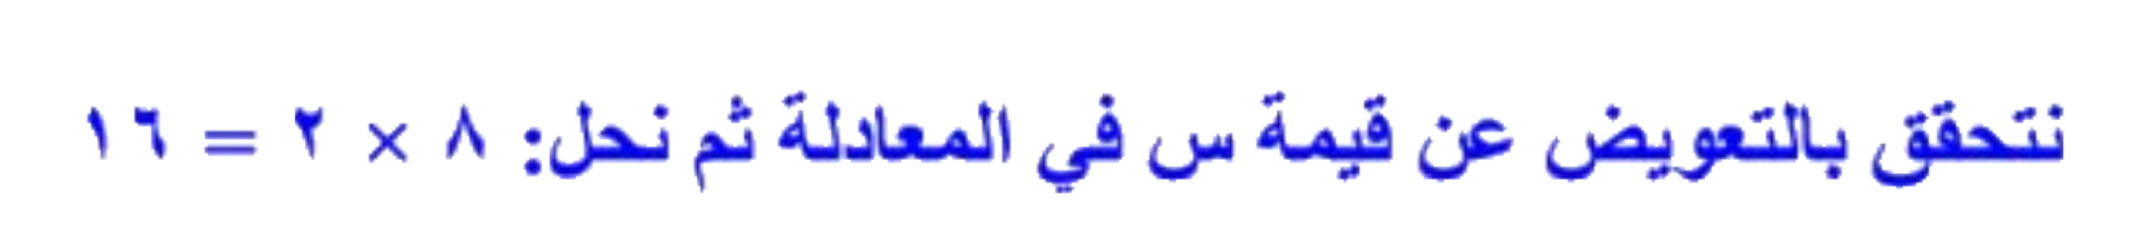 نتحقق بالتعويض عن قيمة س في المعادلة ثم نحل: ٨ × ٢ = ١٦